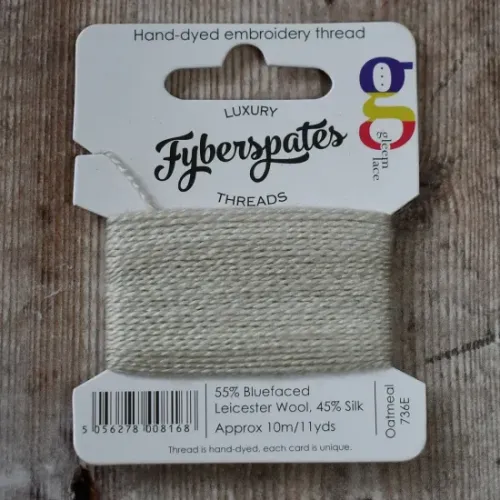 Hand-dyed embroidery thread
g
gleem
lace
LUXURY
Fyberspates
THREADS
55% Bluefaced
Leicester Wool, 45% Silk
Approx 10m/11yds
5 056278 008168
Thread is hand-dyed, each card is unique.
Oatmeal
736E